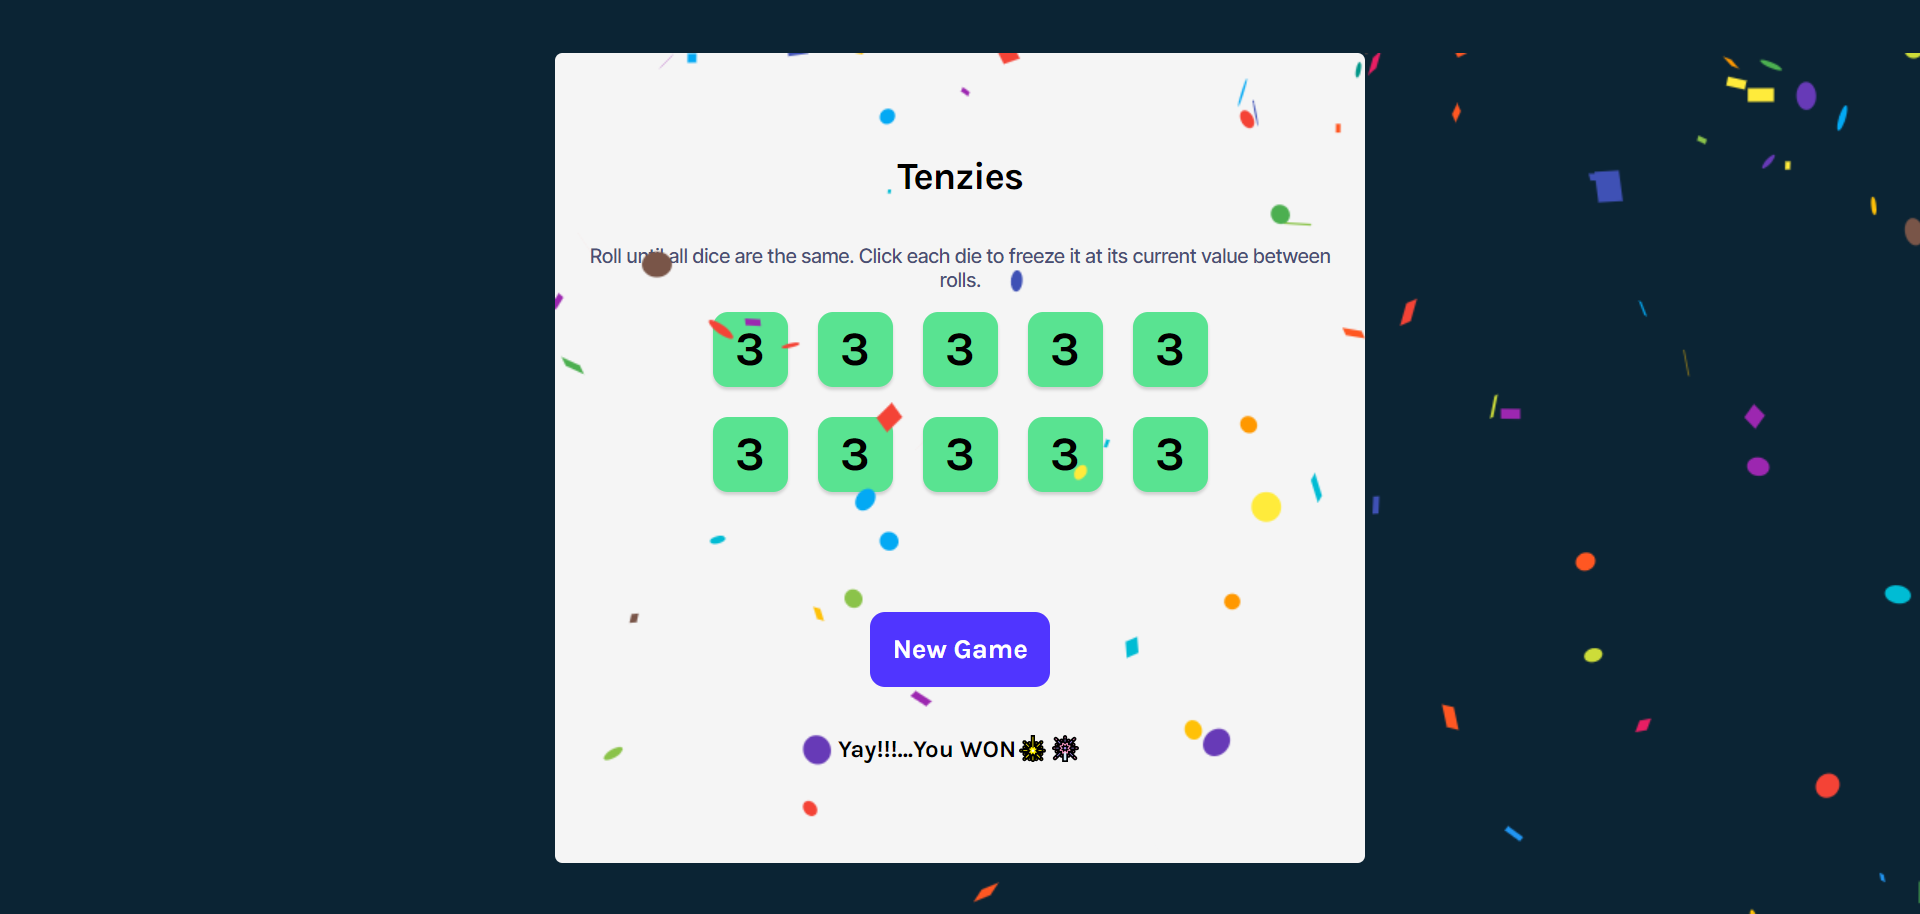 Tenzies
Roll until all dice are the same. Click each die to freeze it at its current value between
rolls.
3 3 3 3 3
3 3 3 3 3
New Game
Yay!!!...You WON